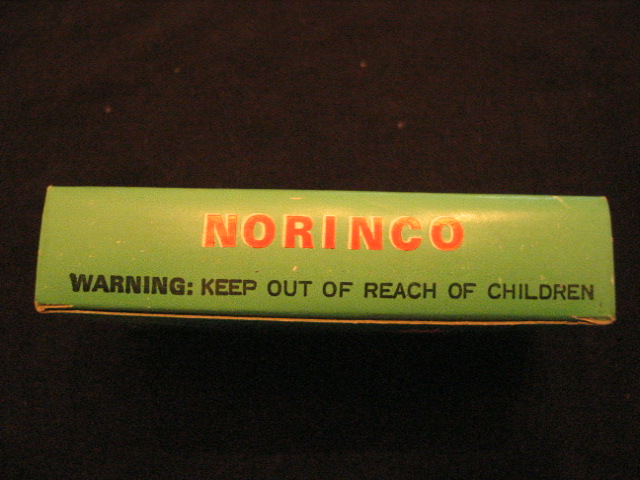 NORINCO
WARNING: KEEP OUT OF REACH OF CHILDREN